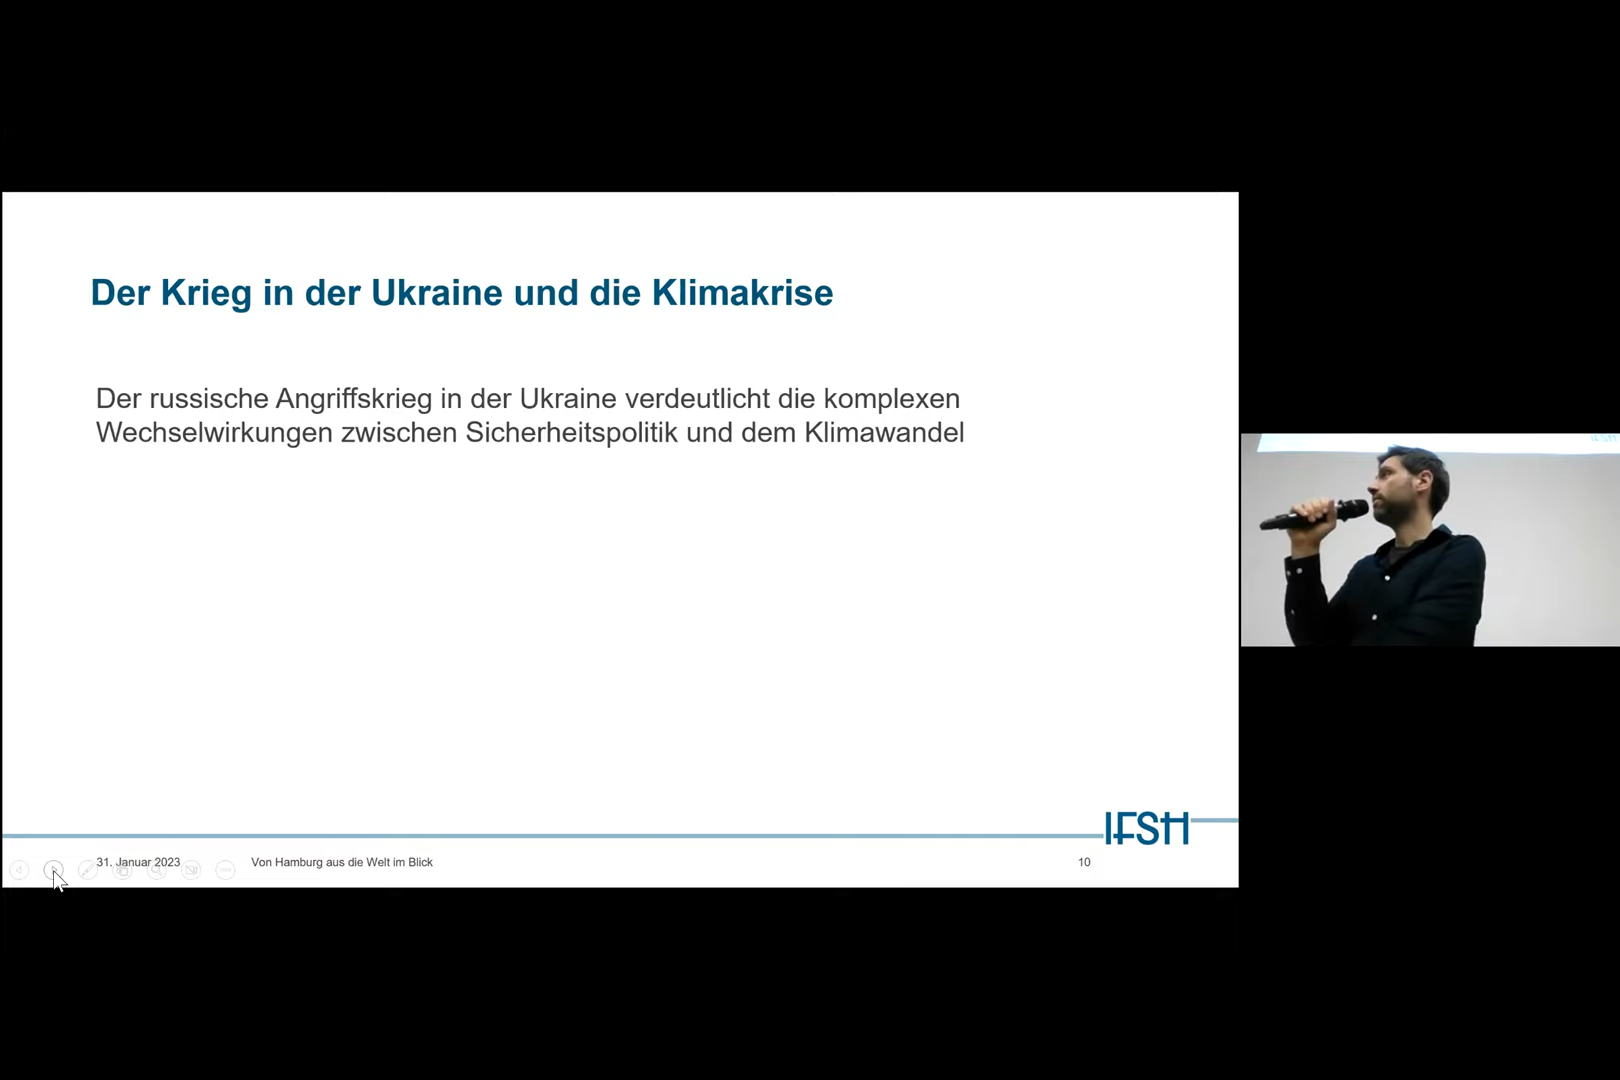 Der Krieg in der Ukraine und die Klimakrise
Der russische Angriffskrieg in der Ukraine verdeutlicht die komplexen
Wechselwirkungen zwischen Sicherheitspolitik und dem Klimawandel
IFSH
31. Januar 2023
Von Hamburg aus die Welt im Blick
10